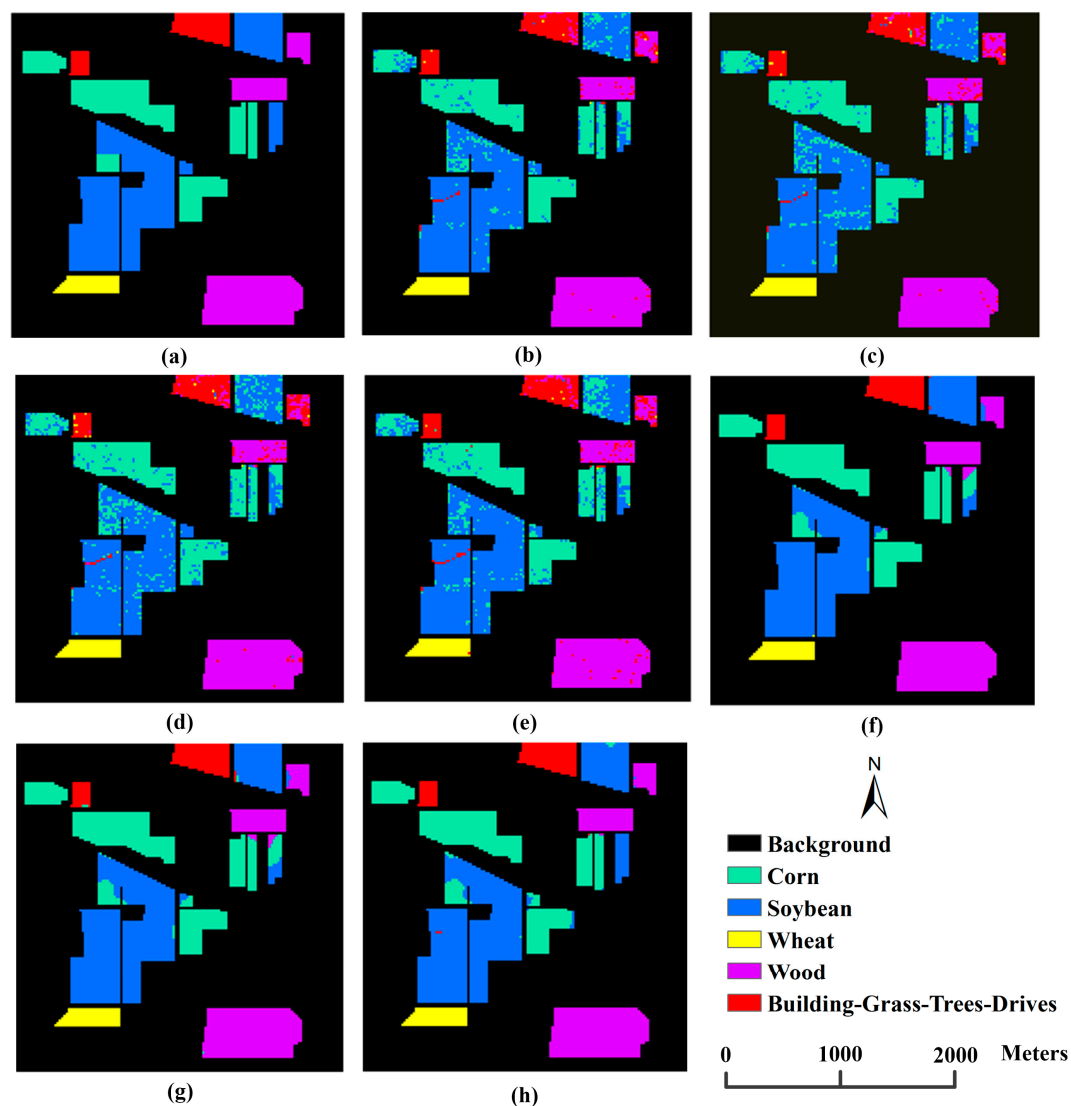 (a)
(b)
(c)
(d)
(e)
(f)
(g)
(h)
N
Background
Corn
Soybean
Wheat
Wood
Building-Grass-Trees-Drives
0 1000 2000 Meters